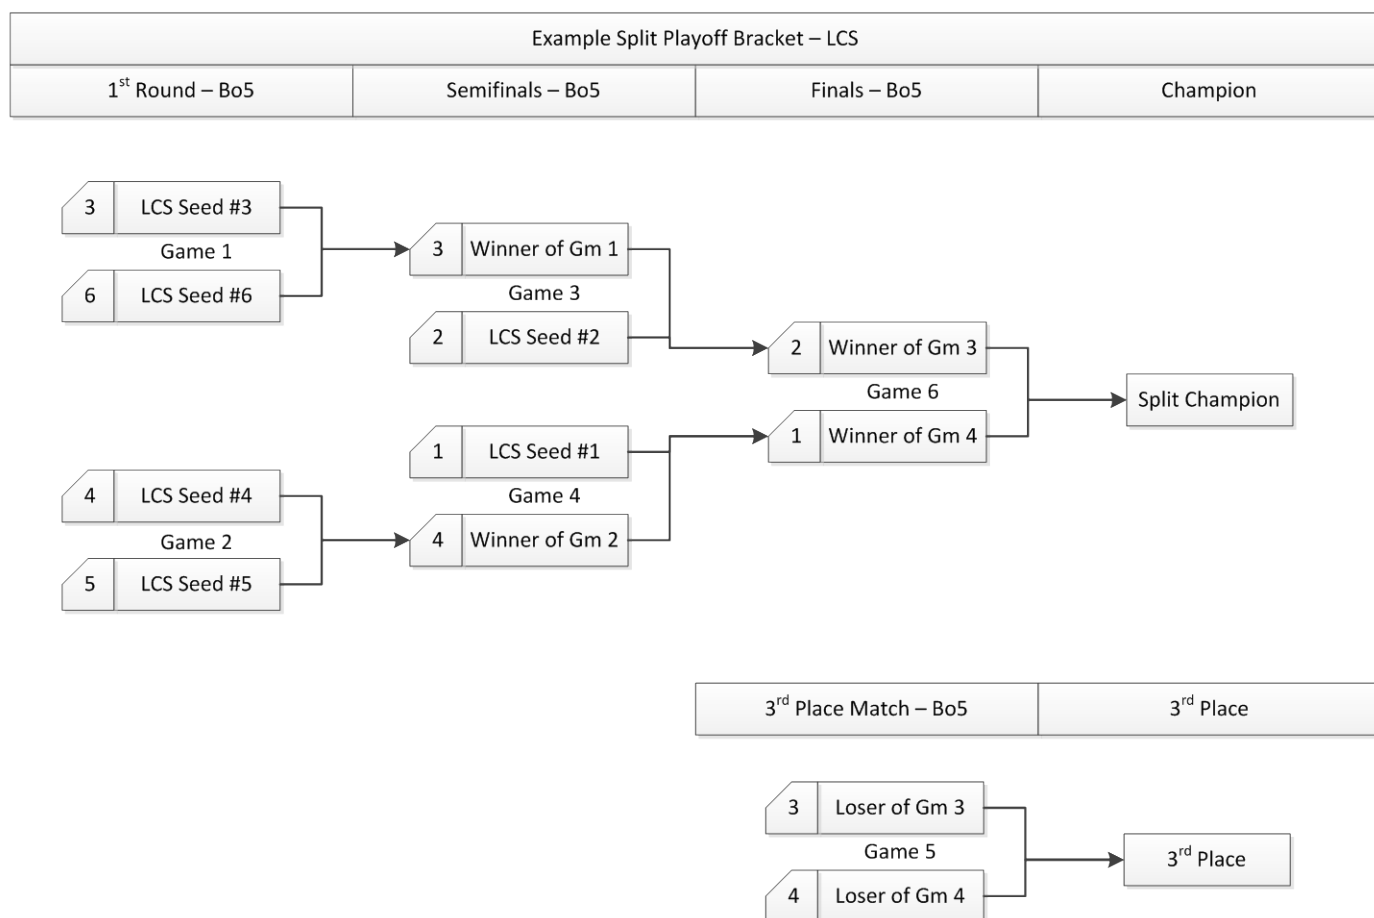 Example Split Playoff Bracket – LCS
1st Round – Bo5
Semifinals – Bo5
Finals – Bo5
Champion
3
LCS Seed #3
Game 1
6
LCS Seed #6
3
Winner of Gm 1
Game 3
2
LCS Seed #2
2
Winner of Gm 3
Game 6
1
Winner of Gm 4
Split Champion
1
LCS Seed #1
Game 4
4
Winner of Gm 2
4
LCS Seed #4
Game 2
5
LCS Seed #5
3rd Place Match – Bo5
3rd Place
3
Loser of Gm 3
Game 5
4
Loser of Gm 4
3rd Place